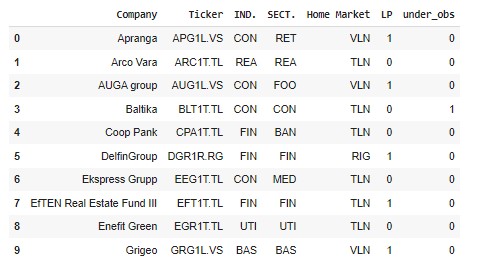 Company Ticker IND. SECT. Home Market LP under_obs
0 Apranga APG1L.VS CON RET VLN 1 0
1 Arco Vara ARC1T.TL REA REA TLN 0 0
2 AUGA group AUG1L.VS CON FOO VLN 1 0
3 Baltika BLT1T.TL CON CON TLN 0 1
4 Coop Pank CPA1T.TL FIN BAN TLN 0 0
5 DelfinGroup DGR1R.RG FIN FIN RIG 1 0
6 Ekspress Grupp EEG1T.TL CON MED TLN 0 0
7 EfTEN Real Estate Fund III EFT1T.TL FIN FIN TLN 1 0
8 Enefit Green EGR1T.TL UTI UTI TLN 0 0
9 Grigeo GRG1L.VS BAS BAS VLN 1 0